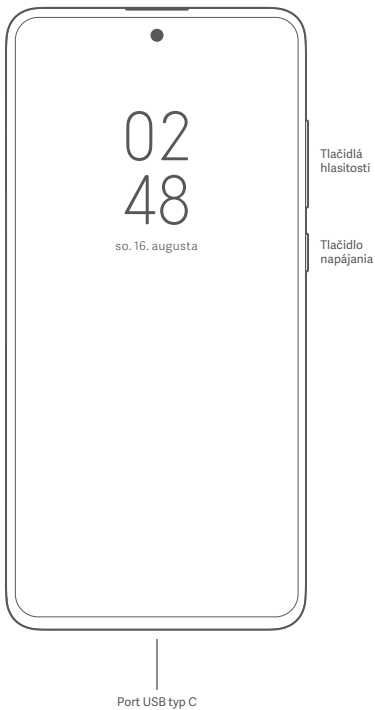 02
48
so. 16. augusta
Tlačidlá
hlasitosti
Tlačidlo
napájania
Port USB typ C